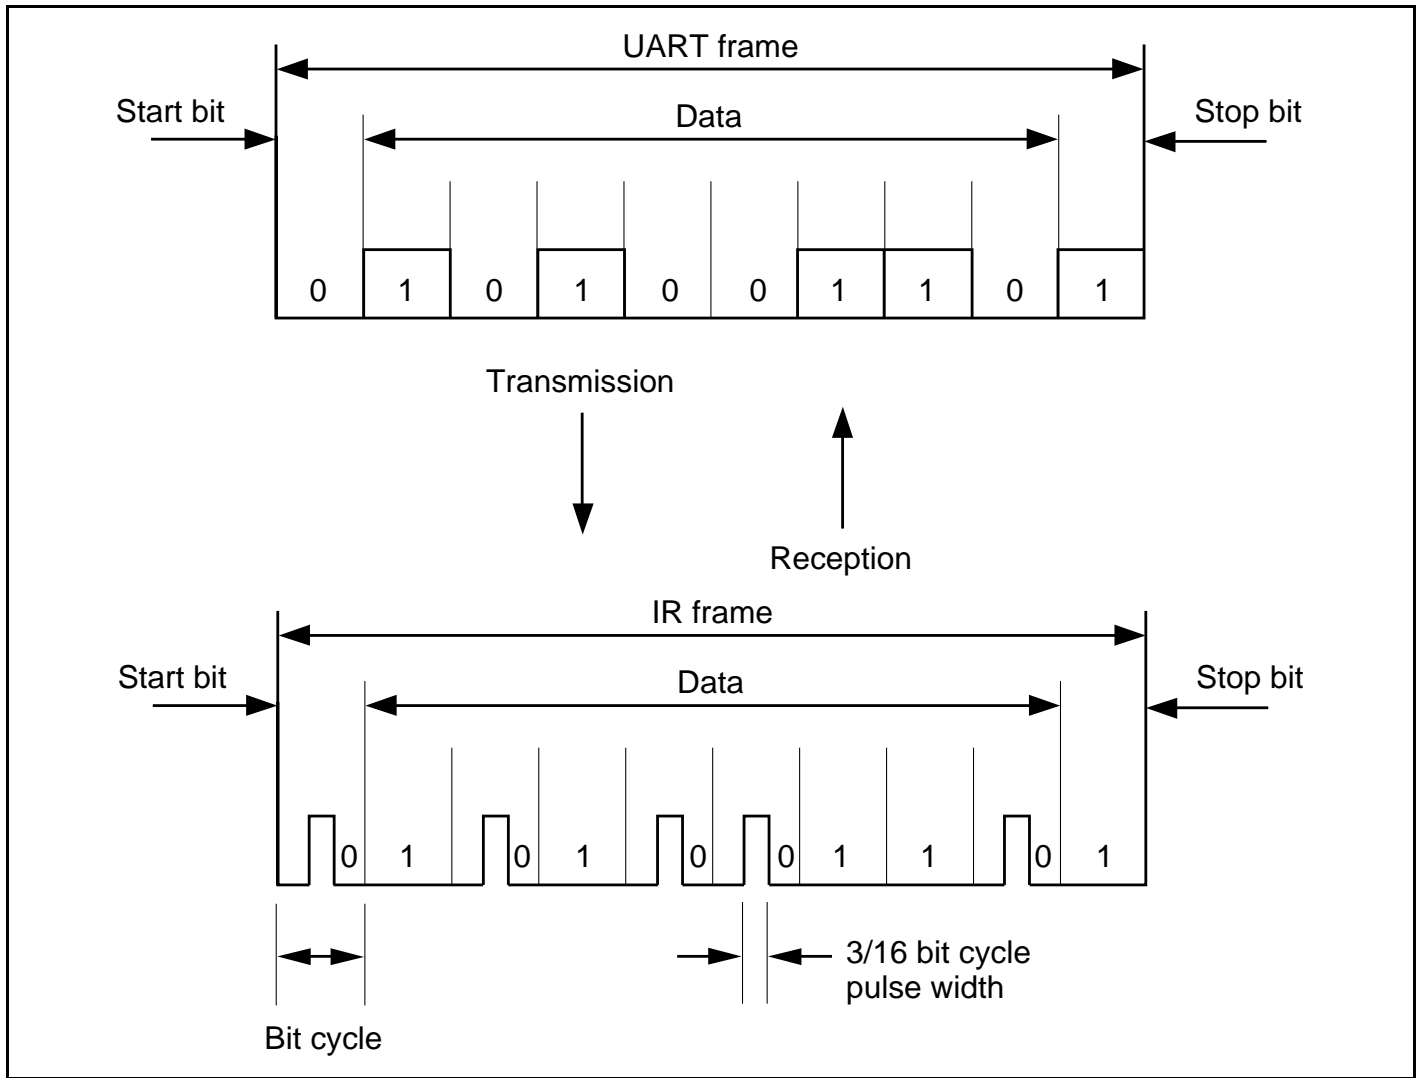 UART frame
Start bit
Data
Stop bit
0 1 0 1 0 0 1 1 0 1
Transmission
Reception
IR frame
Start bit
Data
Stop bit
0 1 0 1 0 0 1 1 0 1
3/16 bit cycle
pulse width
Bit cycle